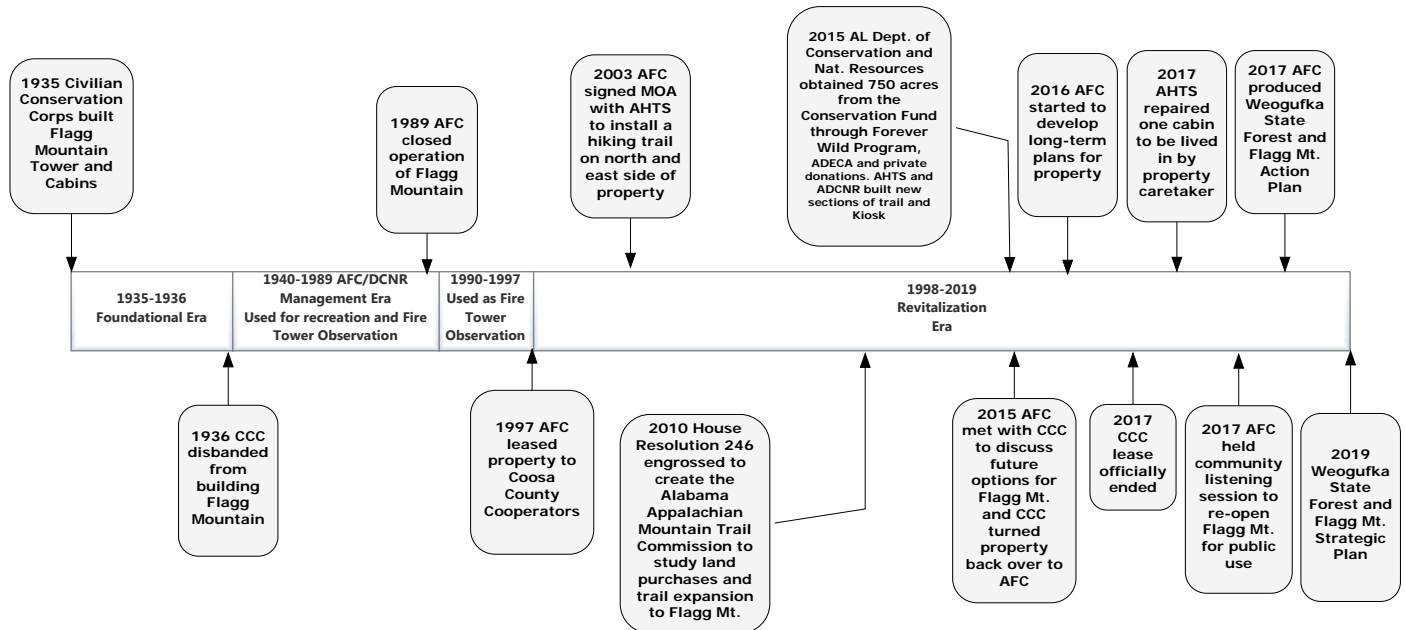 1935 Civilian
Conservation
Corps built
Flagg
Mountain
Tower and
Cabins
1989 AFC
closed
operation
of Flagg
Mountain
2003 AFC
signed MOA
with AHTS
to install a
hiking trail
on north and
east side of
property
2015 AL Dept. of
Conservation and
Nat. Resources
obtained 750 acres
from the
Conservation Fund
through Forever
Wild Program,
ADECA and private
donations. AHTS and
ADCNR built new
sections of trail and
Kiosk
2016 AFC
started to
develop
long-term
plans for
property
2017
AHTS
repaired
one cabin
to be lived
in by
property
caretaker
2017 AFC
produced
Weogufka
State
Forest and
Flagg Mt.
Action
Plan
1935-1936
Foundational Era
1940-1989 AFC/DCNR
Management Era
Used for recreation and Fire
Tower Observation
1990-1997
Used as Fire
Tower
Observation
1998-2019
Revitalization
Era
1936 CCC
disbanded
from
building
Flagg
Mountain
1997 AFC
leased
property to
Coosa
County
Cooperators
2010 House
Resolution 246
engrossed to
create the
Alabama
Appalachian
Mountain Trail
Commission to
study land
purchases and
trail expansion
to Flagg Mt.
2015 AFC
met with CCC
to discuss
future
options for
Flagg Mt.
and CCC
turned
property
back over to
AFC
2017
CCC
lease
officially
ended
2017 AFC
held
community
listening
session to
re-open
Flagg Mt.
for public
use
2019
Weogufka
State
Forest and
Flagg Mt.
Strategic
Plan